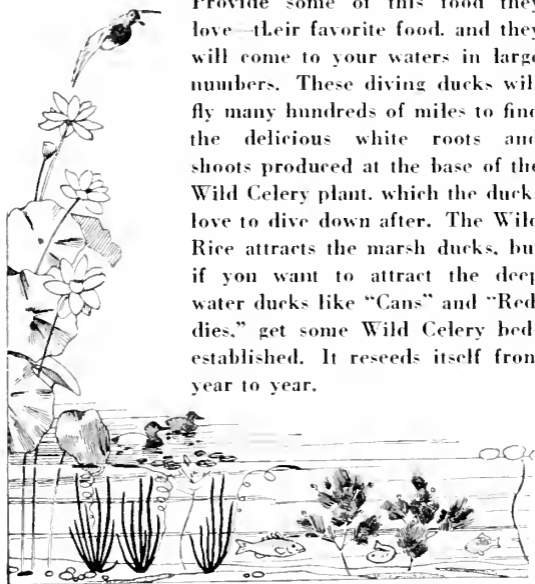 Provide some of this food they
love—their favorite food. and they
will come to your waters in large
numbers. These diving ducks wil
fly many hundreds of miles to find
the delicious white roots and
shoots produced at the base of the
Wild Celery plant. which the duck
love to dive down after. The Wild
Rice attracts the marsh ducks, bu
if you want to attract the deep
water ducks like “Cans” and “Red
dies,” get some Wild Celery bed
established. It reseeds itself from
year to year.